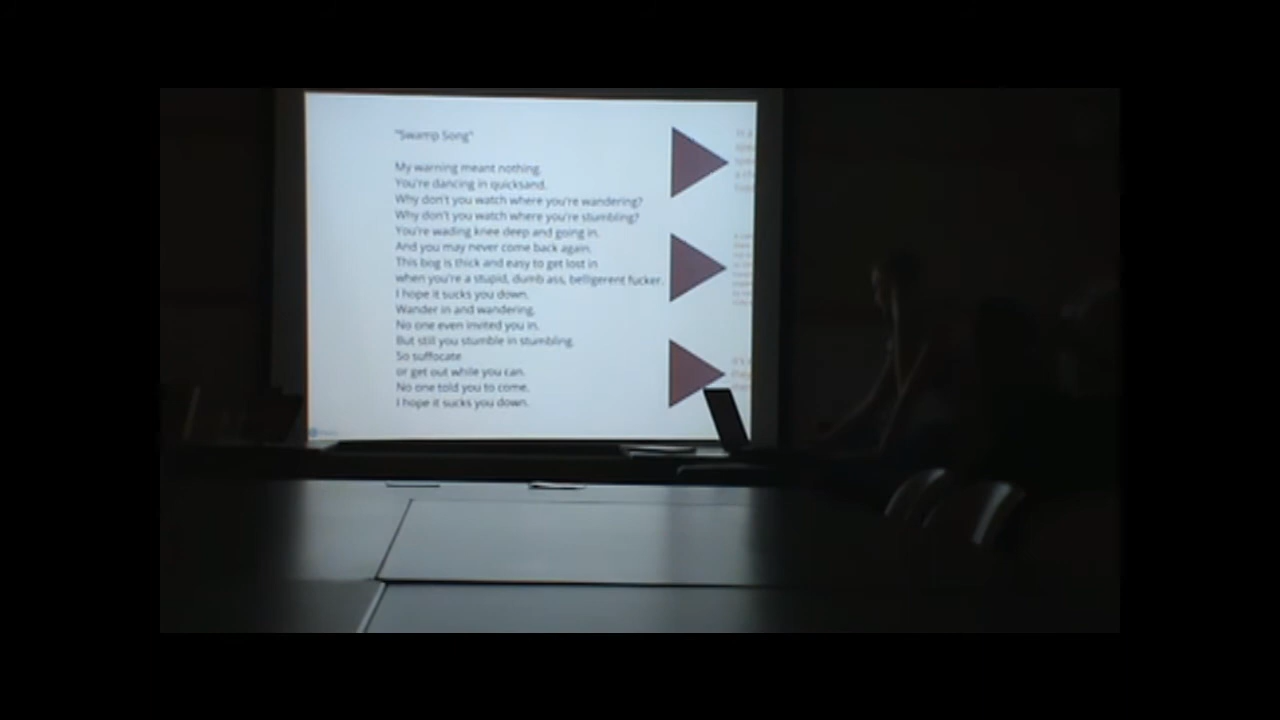 "Swamp Song"
My warning meant nothing.
You're dancing in quicksand.
Why don't you watch where you're wandering?
Why don't you watch where you're stumbling?
You're wading knee deep and going in.
And you may never come back again.
This bog is thick and easy to get lost in
when you're a stupid, dumb ass, belligerent fucker.
I hope it sucks you down.
Wander in and wandering.
No one even invited you in.
But still you stumble in stumbling.
So suffocate
or get out while you can.
No one told you to come.
I hope it sucks you down.